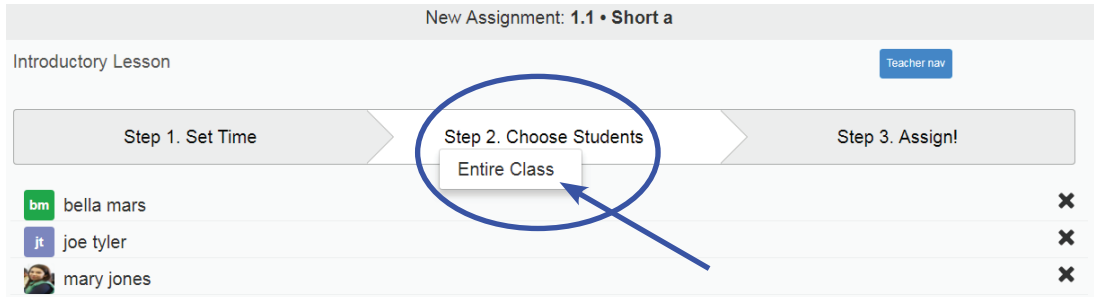 New Assignment: 1.1 • Short a
Introductory Lesson
Teacher nav
Step 1. Set Time
Step 2. Choose Students
Step 3. Assign!
Entire Class
bm bella mars
jt joe tyler
mary jones